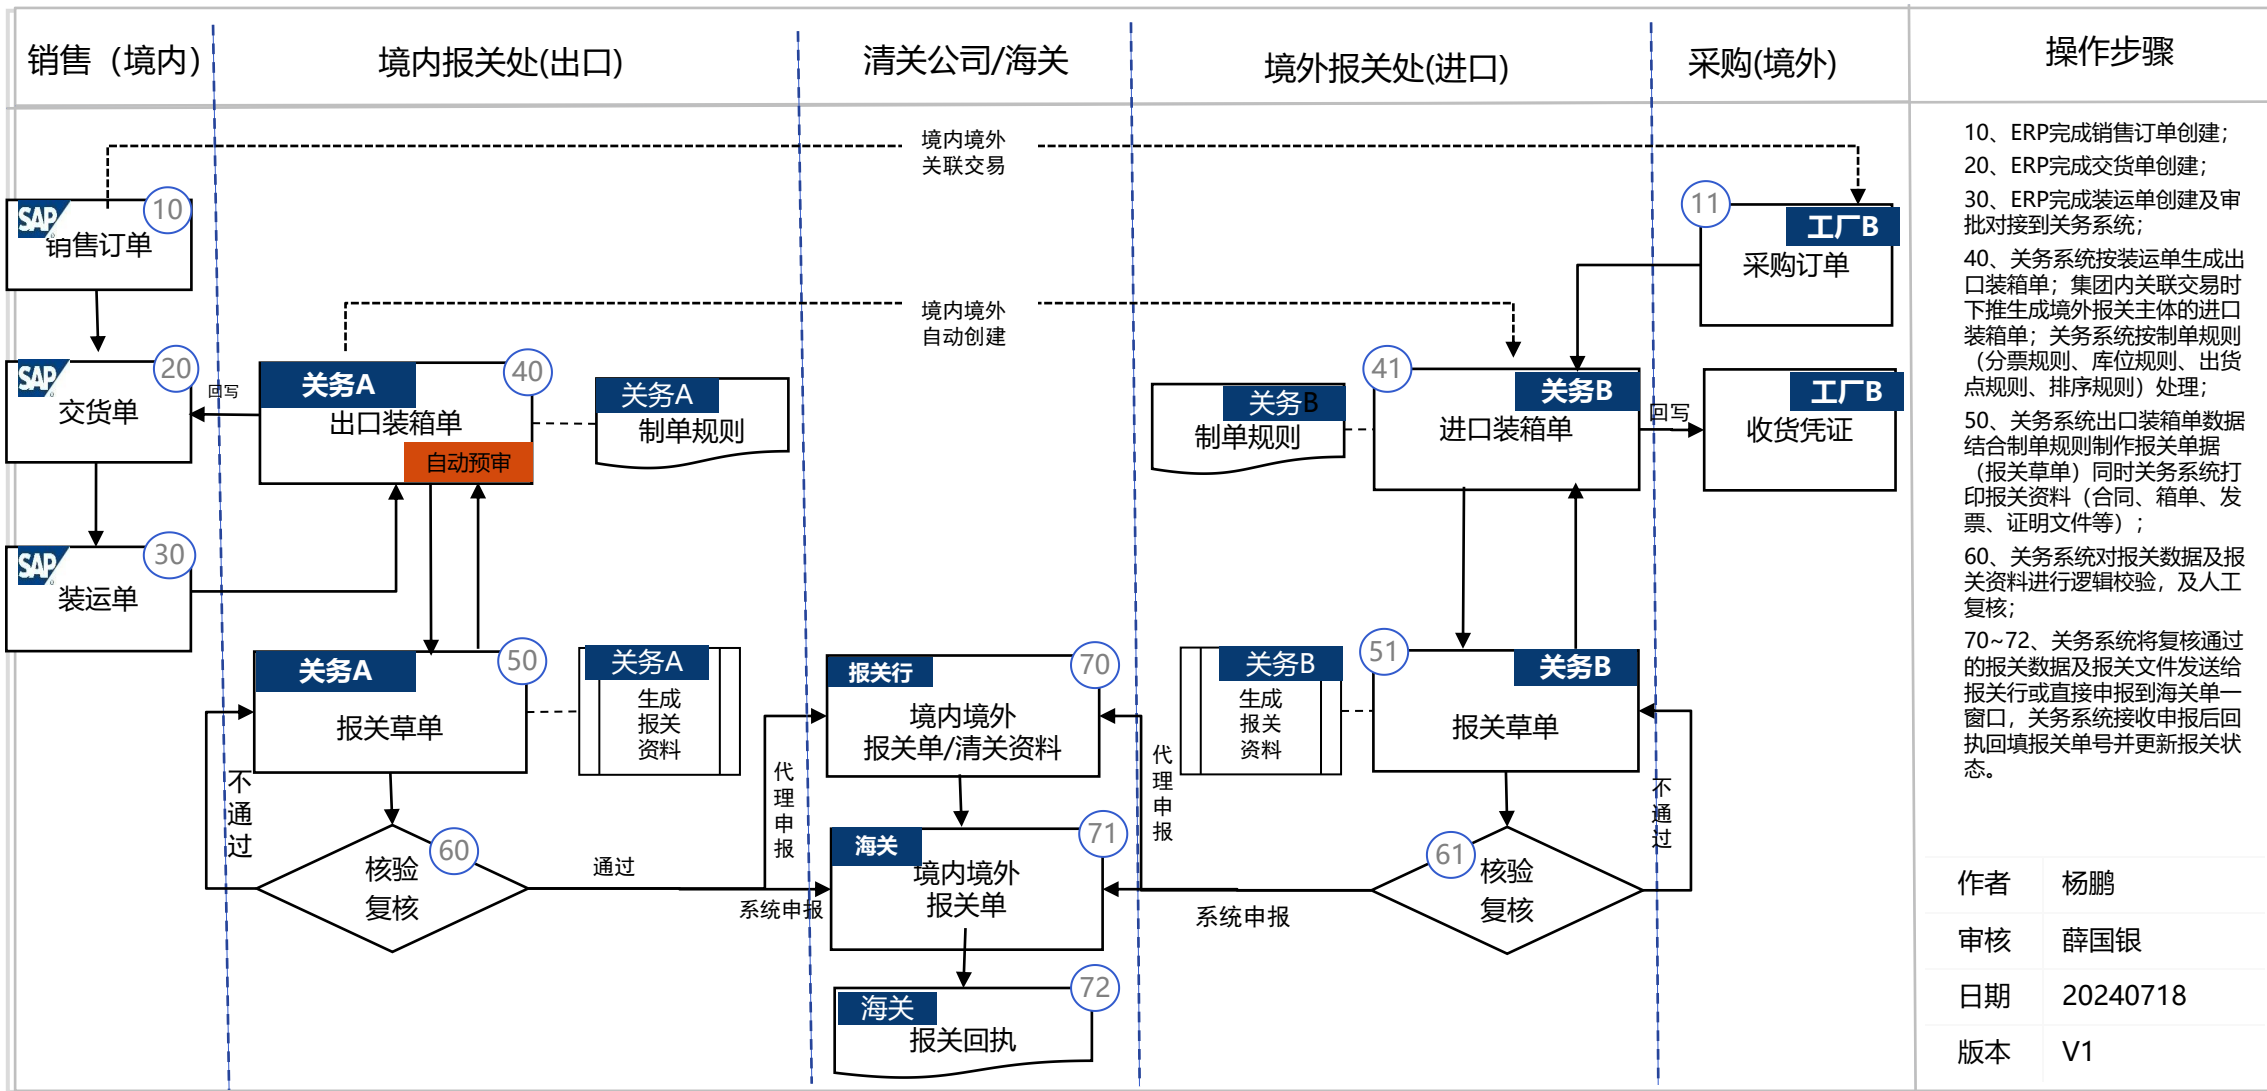 销售（境内）
境内报关处(出口)
清关公司/海关
境外报关处(进口)
采购(境外)
操作步骤
境内境外
关联交易
SAP
10
销售订单
11
工厂B
采购订单
境内境外
自动创建
SAP
20
交货单
回写
关务A
40
出口装箱单
自动预审
关务A
制单规则
关务B
制单规则
41
关务B
进口装箱单
回写
工厂B
收货凭证
SAP
30
装运单
关务A
50
报关草单
关务A
生成
报关
资料
报关行
70
境内境外
报关单/清关资料
关务B
生成
报关
资料
51
关务B
报关草单
不
通
过
代
理
申
报
代
理
申
报
不
通
过
60
核验
复核
通过
系统申报
海关
71
境内境外
报关单
系统申报
61
核验
复核
海关
72
报关回执
10、ERP完成销售订单创建；
20、ERP完成交货单创建；
30、ERP完成装运单创建及审
批对接到关务系统；
40、关务系统按装运单生成出
口装箱单；集团内关联交易时
下推生成境外报关主体的进口
装箱单；关务系统按制单规则
（分票规则、库位规则、出货
点规则、排序规则）处理；
50、关务系统出口装箱单数据
结合制单规则制作报关单据
（报关草单）同时关务系统打
印报关资料（合同、箱单、发
票、证明文件等）；
60、关务系统对报关数据及报
关资料进行逻辑校验，及人工
复核；
70~72、关务系统将复核通过
的报关数据及报关文件发送给
报关行或直接申报到海关单一
窗口，关务系统接收申报后回
执回填报关单号并更新报关状
态。
作者 杨鹏
审核 薛国银
日期 20240718
版本 V1